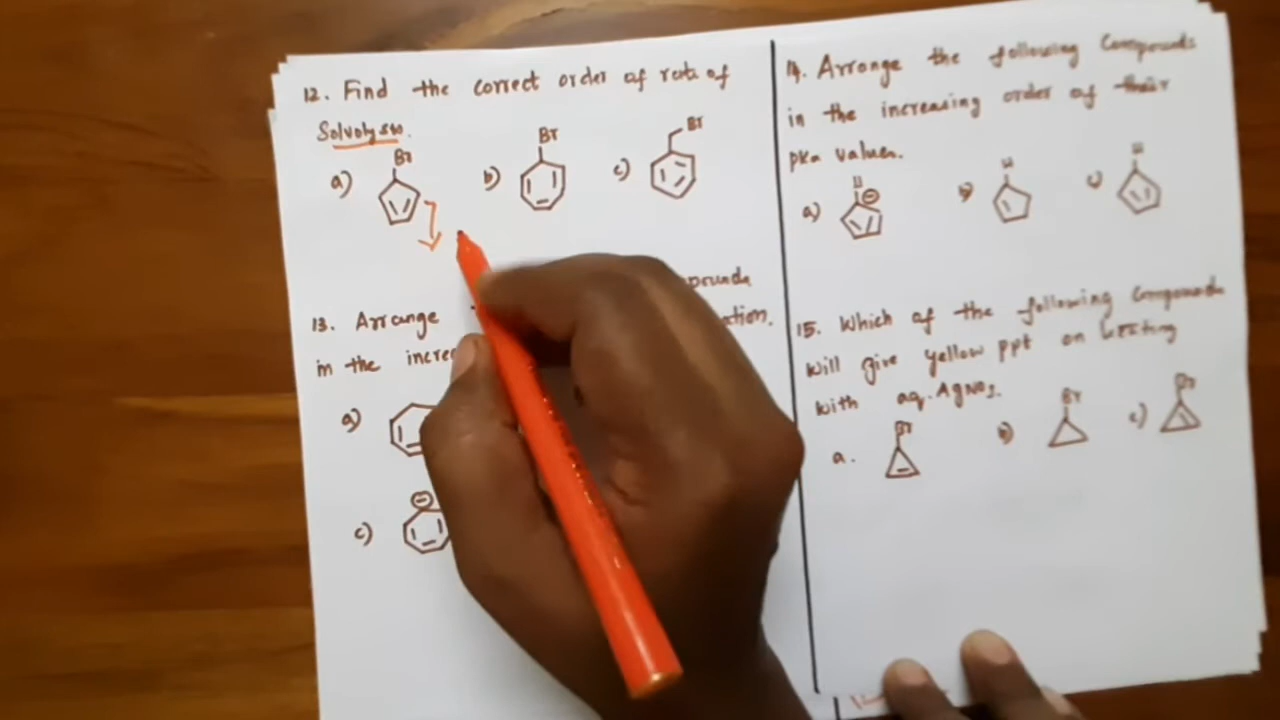 12. Find the correct order of rate of
Solvolysis.
a)
Br
b)
Br
c)
Br
13. Arrange
in the
a)
c)
⊖
14. Arrange the following Compounds
in the increasing order of their
pka values.
a)
H
⊖
b)
H
c)
H
15. Which of the following Compounds
will give yellow ppt on
with aq. AgNO3.
a.
Br
b)
Br
c)
Br